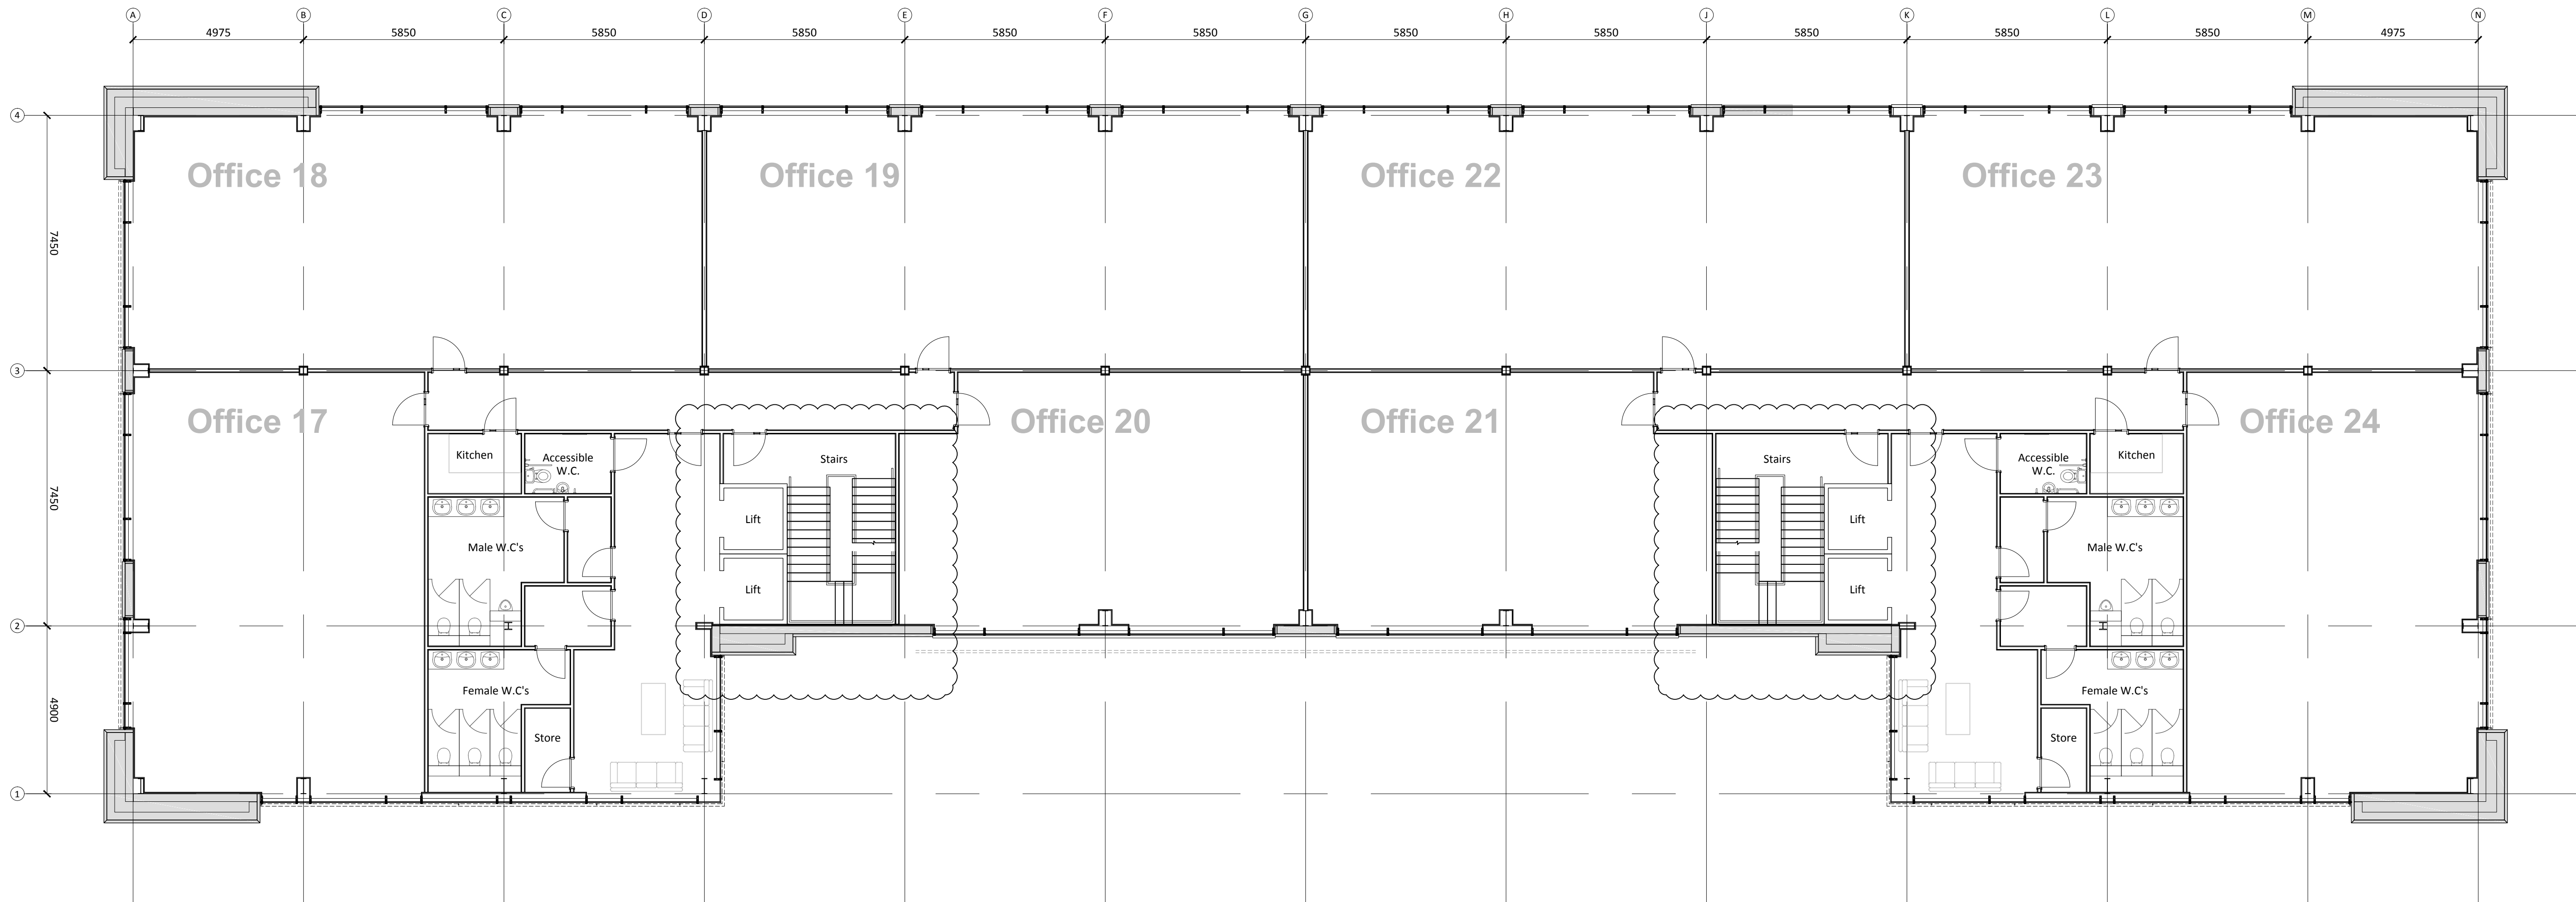 A B C D E F G H J K L M N
4975 5850 5850 5850 5850 5850 5850 5850 5850 5850 5850 4975
4
Office 18 Office 19 Office 22 Office 23
7450
3
Office 17 Office 20 Office 21 Office 24
Kitchen Accessible Stairs Stairs Accessible Kitchen
W.C. W.C.
7450
Lift Lift
Male W.C's Male W.C's
Lift Lift
2
Female W.C's Female W.C's
4900
Store Store
1